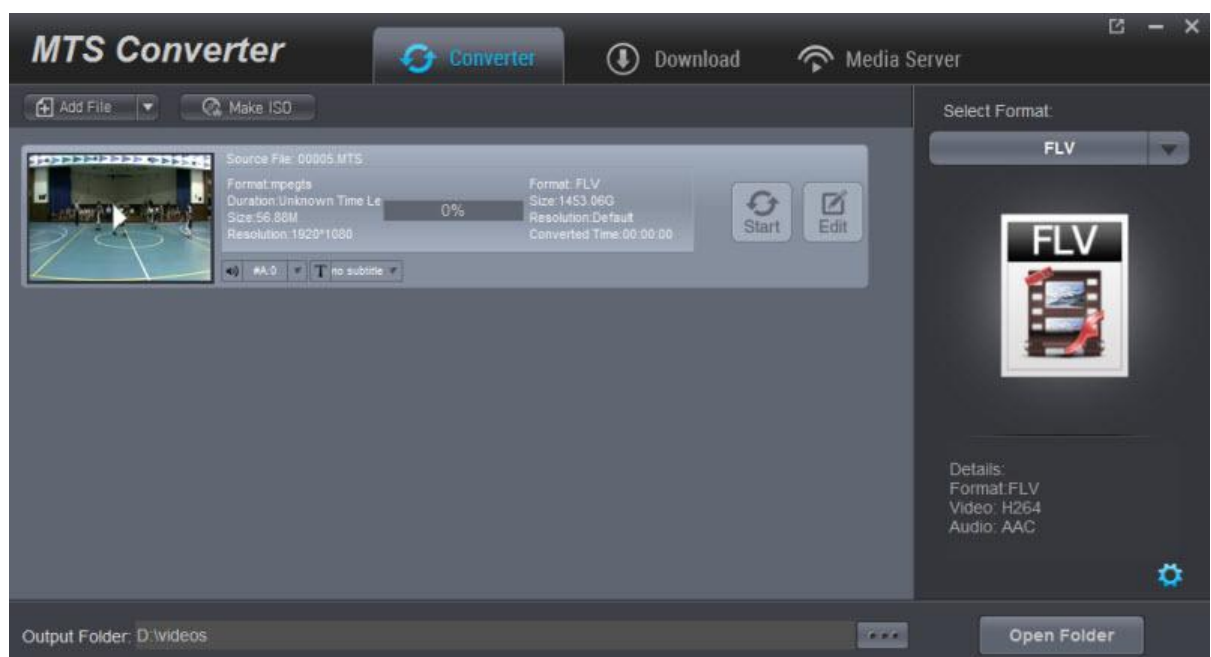 MTS Converter
Converter
Download
Media Server
Add File
Make ISO
Select Format:
FLV
Source File: 00005.MTS
Format:mpegts
Duration:Unknown Time Le
Size:56.88M
Resolution:1920*1080
0%
Format: FLV
Size:1453.06G
Resolution:Default
Converted Time:00:00:00
Start
Edit
#A:0
T no subtitle
FLV
Details:
Format:FLV
Video: H264
Audio: AAC
Output Folder: D:\videos
Open Folder